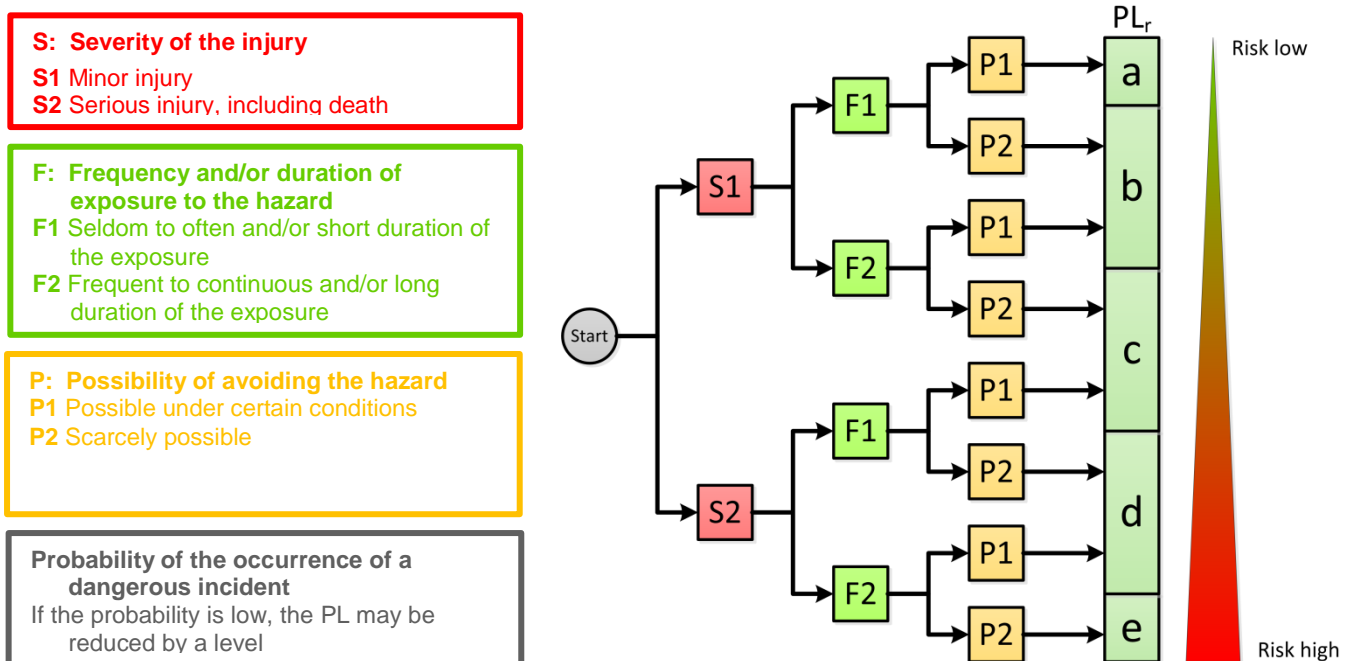 S: Severity of the injury
S1 Minor injury
S2 Serious injury, including death
F: Frequency and/or duration of
exposure to the hazard
F1 Seldom to often and/or short duration of
the exposure
F2 Frequent to continuous and/or long
duration of the exposure
P: Possibility of avoiding the hazard
P1 Possible under certain conditions
P2 Scarcely possible
Probability of the occurrence of a
dangerous incident
If the probability is low, the PL may be
reduced by a level
Start
S1
S2
F1
F2
F1
F2
P1
P2
P1
P2
P1
P2
P1
P2
PLr
a
b
c
d
e
Risk low
Risk high